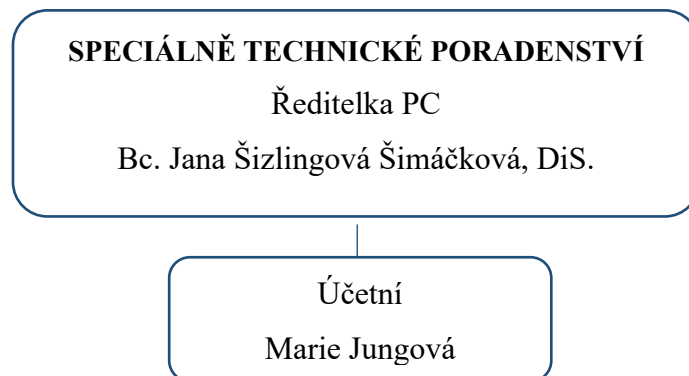 SPECIÁLNĚ TECHNICKÉ PORADENSTVÍ
Ředitelka PC
Bc. Jana Šizlingová Šimáčková, DiS.
Účetní
Marie Jungová